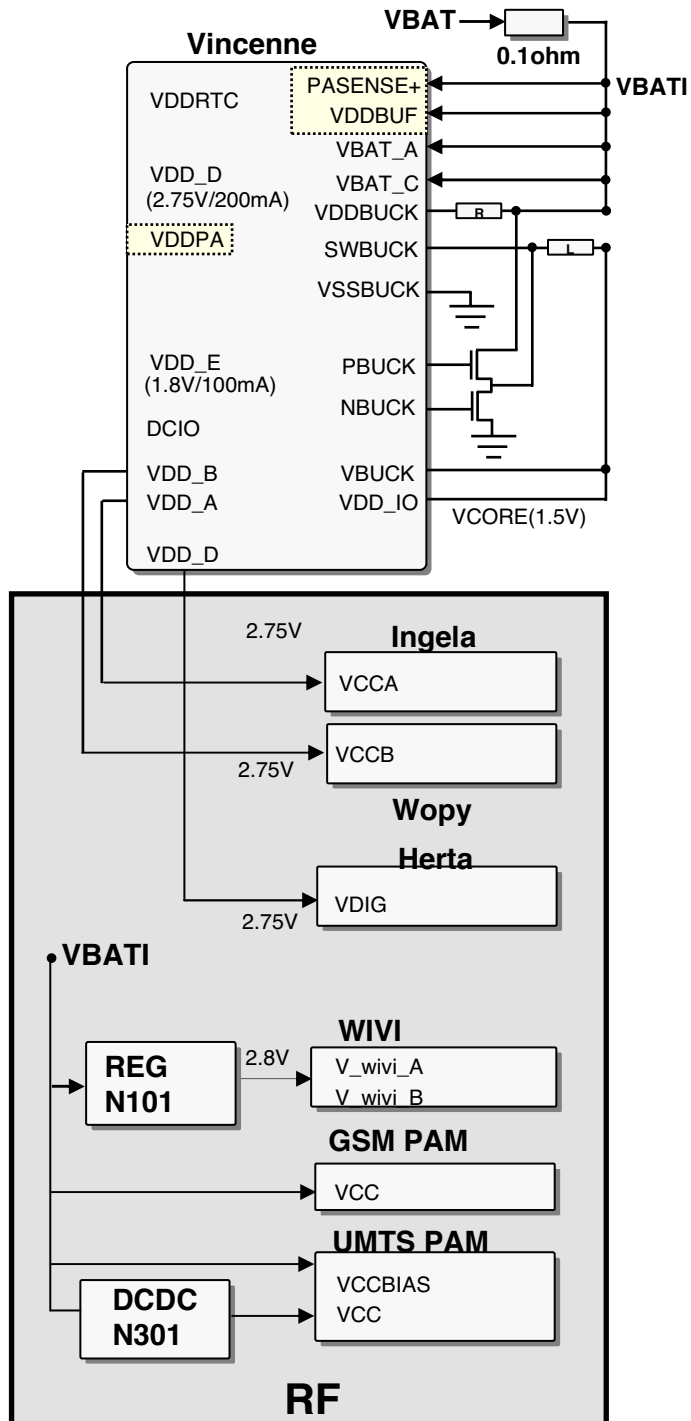 VBAT
0.1ohm
VBATI
Vincenne
VDDRTC
VDD_D
(2.75V/200mA)
VDDPA
VDD_E
(1.8V/100mA)
DCIO
VDD_B
VDD_A
VDD_D
PASENSE+
VDDBUF
VBAT_A
VBAT_C
VDDBUCK
SWBUCK
VSSBUCK
PBUCK
NBUCK
VBUCK
VDD_IO
R
L
VCORE(1.5V)
2.75V
Ingela
VCCA
2.75V
VCCB
Wopy
Herta
2.75V
VDIG
VBATI
REG
N101
2.8V
WIVI
V_wivi_A
V_wivi_B
GSM PAM
VCC
UMTS PAM
VCCBIAS
VCC
DCDC
N301
RF